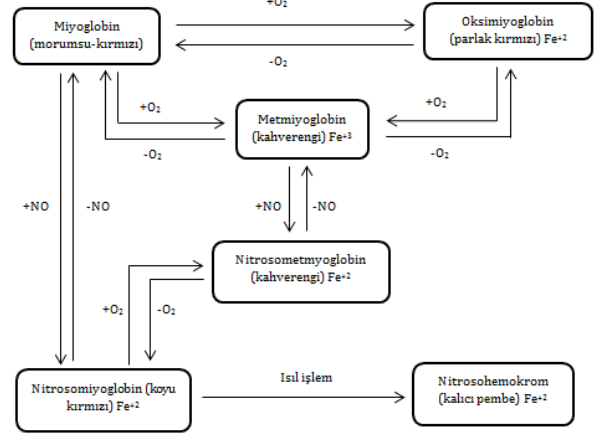 +O₂
Miyoglobin
(morumsu-kırmızı)
Oksimiyoglobin
(parlak kırmızı) Fe⁺²
-O₂
+O₂
+O₂
Metmiyoglobin
(kahverengi) Fe⁺³
-O₂
-O₂
+NO
-NO
+NO
-NO
Nitrosometmyoglobin
(kahverengi) Fe⁺²
+O₂
-O₂
Nitrosomiyoglobin (koyu
kırmızı) Fe⁺²
Isıl işlem
Nitrosohemokrom
(kalıcı pembe) Fe⁺²